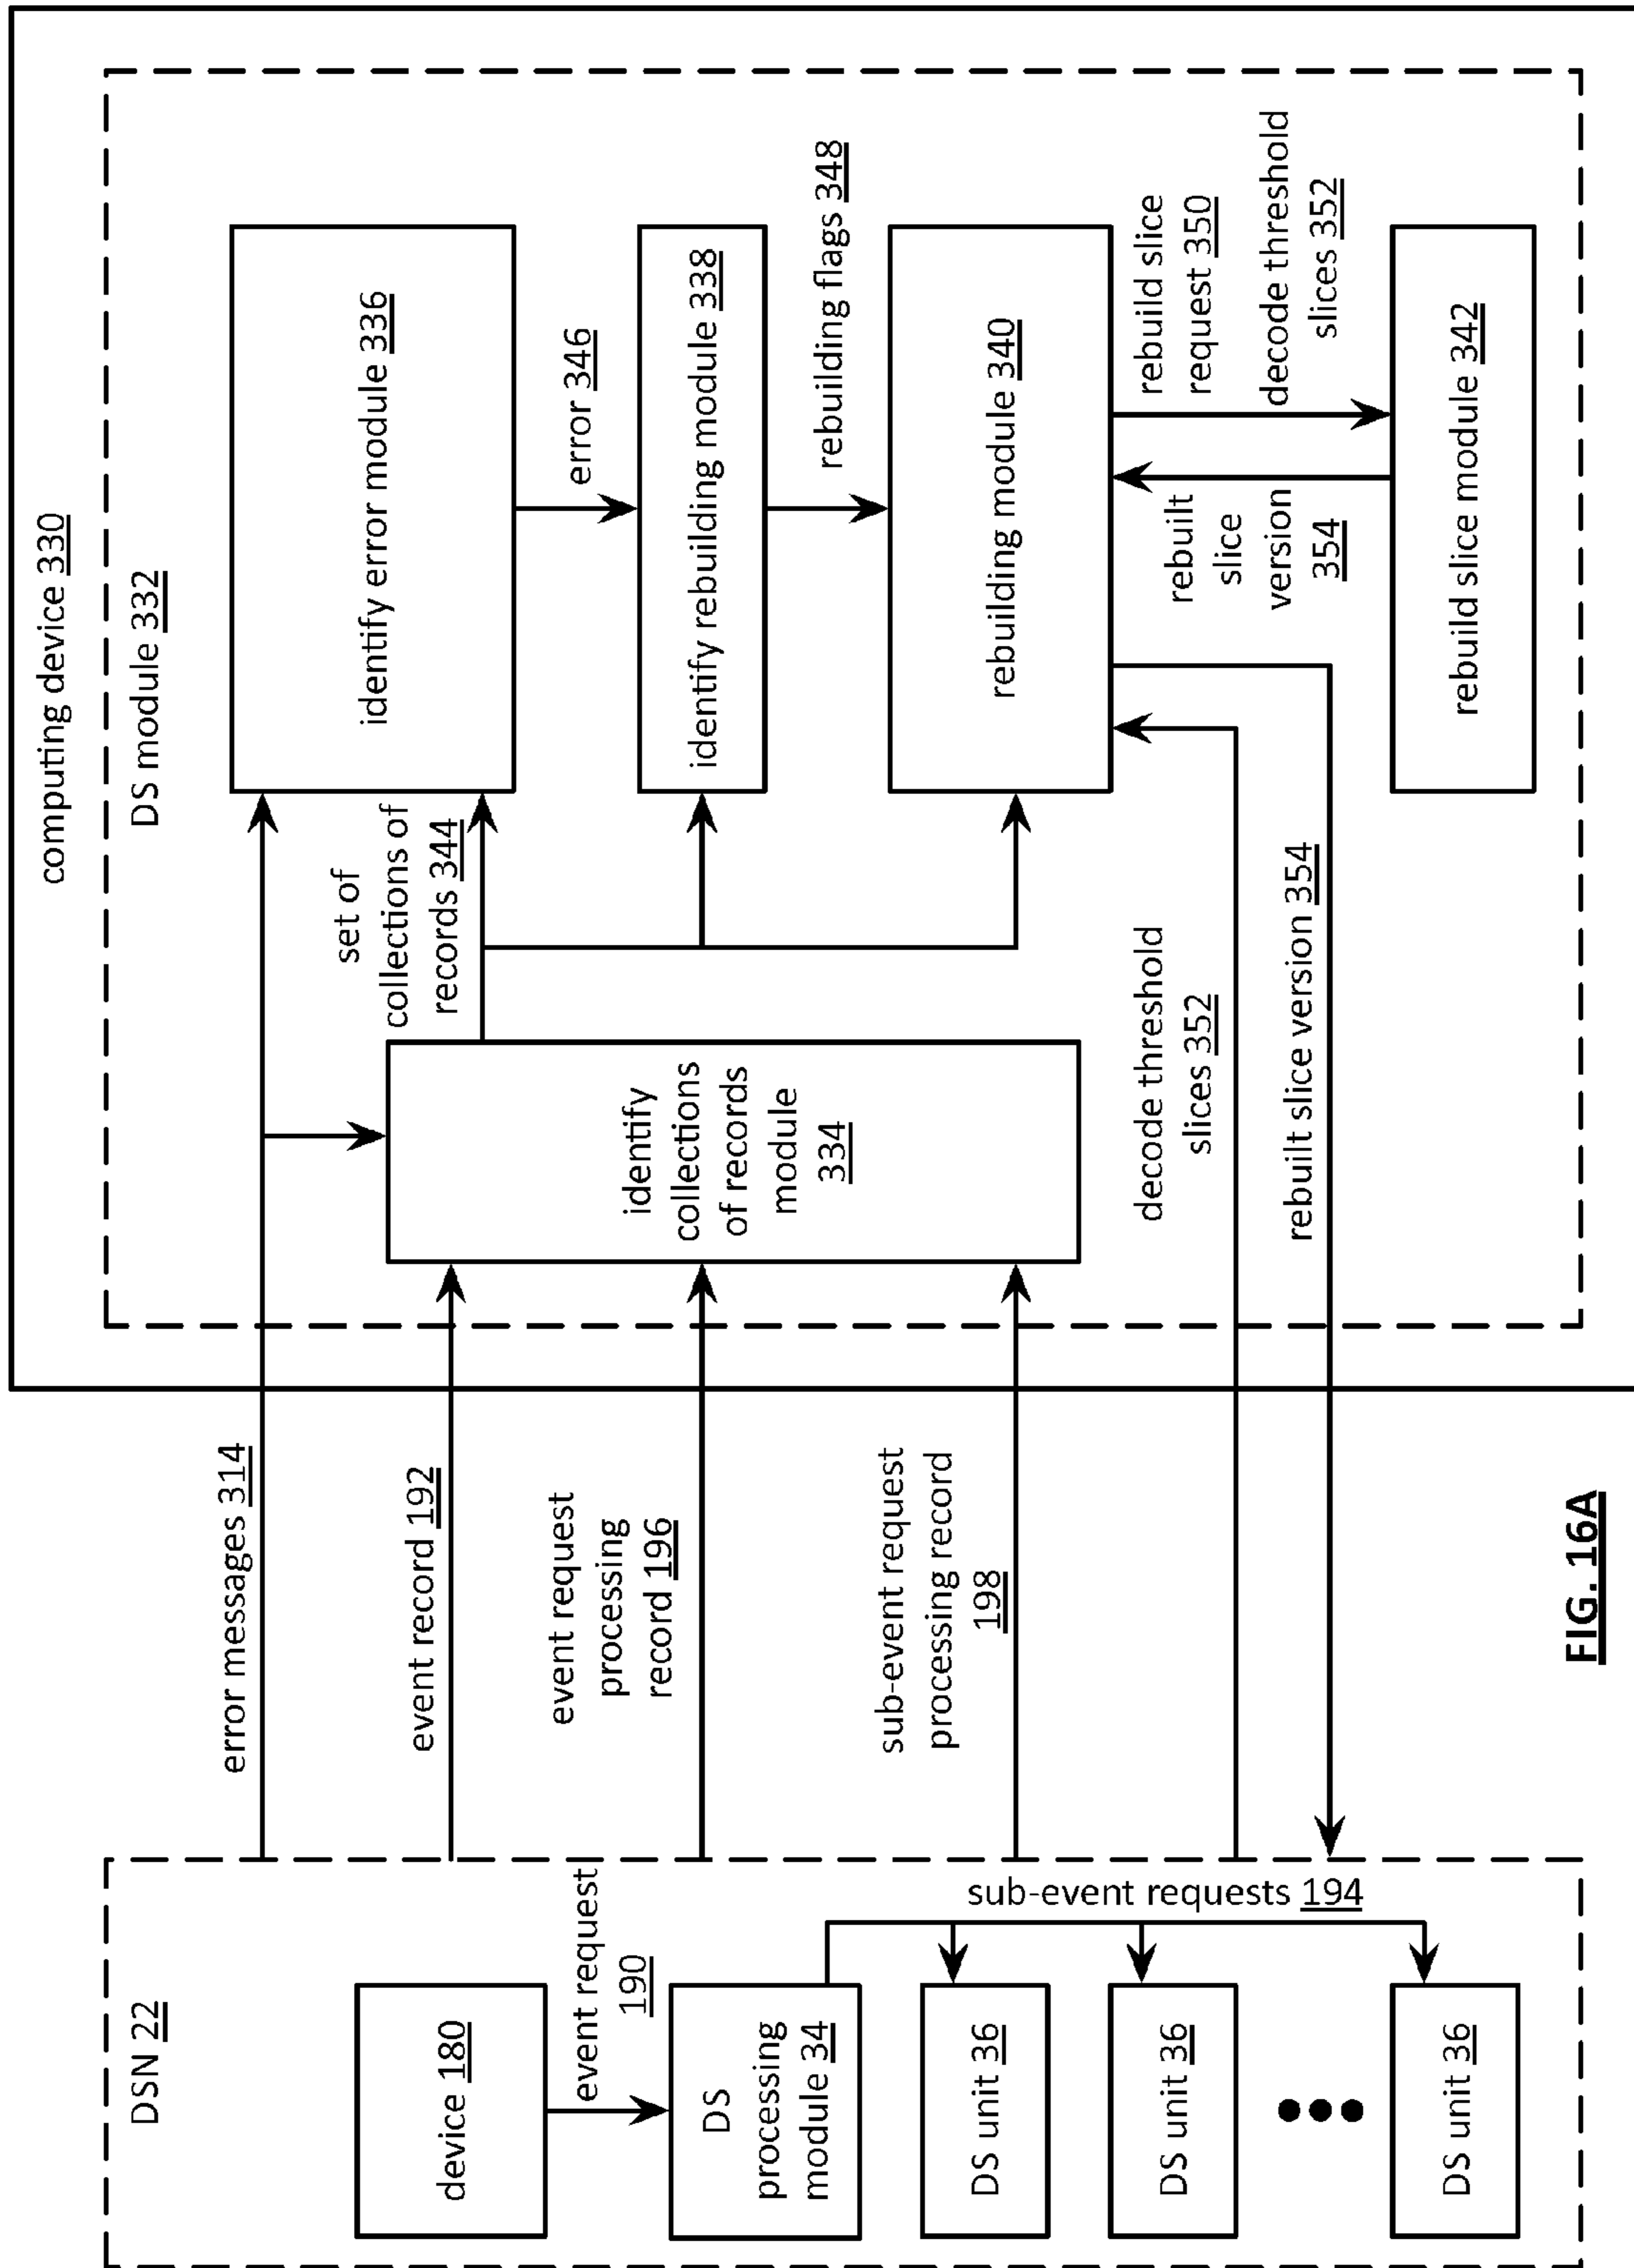 computing device 330
DS module 332
DSN 22
device 180
event request
190
DS
processing
module 34
sub-event requests 194
DS unit 36
DS unit 36
DS unit 36
error messages 314
event record 192
event request
processing
record 196
sub-event request
processing record
198
identify
collections
of records
module
334
set of
collections of
records 344
identify error module 336
error 346
identify rebuilding module 338
rebuilding flags 348
rebuilding module 340
rebuild slice
request 350
decode threshold
slices 352
rebuilt
slice
version
354
rebuild slice module 342
decode threshold
slices 352
rebuilt slice version 354
FIG. 16A